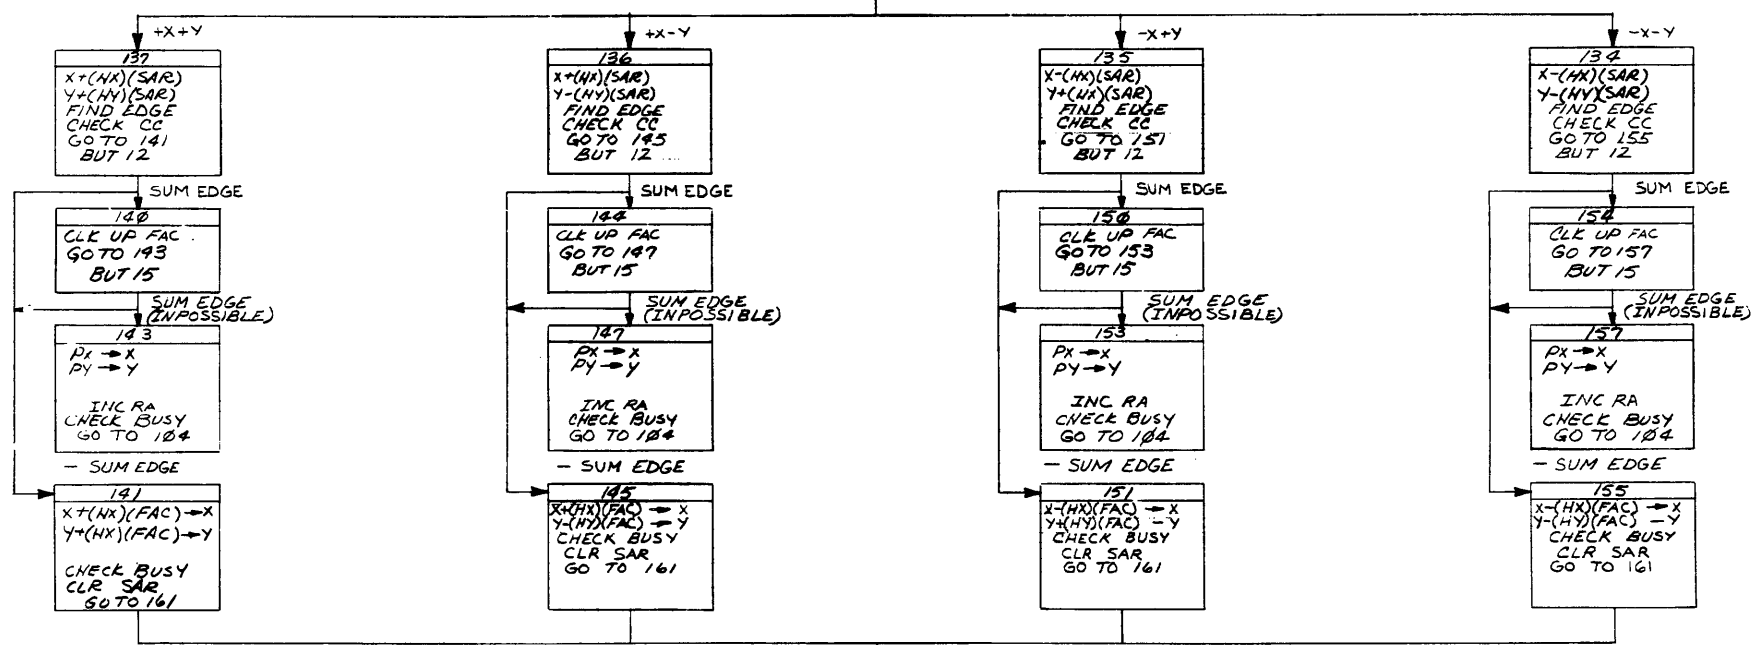 +X+Y
137
X+(HX)(SAR)
Y+(HY)(SAR)
FIND EDGE
CHECK CC
GO TO 141
BUT 12
SUM EDGE
14Ø
CLK UP FAC
GO TO 143
BUT 15
SUM EDGE
(INPOSSIBLE)
143
PX → X
PY → Y
INC RA
CHECK BUSY
GO TO 1Ø4
— SUM EDGE
141
X+(HX)(FAC)→X
Y+(HX)(FAC)→Y
CHECK BUSY
CLR SAR
GO TO 161
+X-Y
136
X+(HX)(SAR)
Y-(HY)(SAR)
FIND EDGE
CHECK CC
GO TO 145
BUT 12
SUM EDGE
144
CLK UP FAC
GO TO 147
BUT 15
SUM EDGE
(INPOSSIBLE)
147
PX → X
PY → Y
INC RA
CHECK BUSY
GO TO 1Ø4
— SUM EDGE
145
X+(HX)(FAC) → X
Y-(HY)(FAC) → Y
CHECK BUSY
CLR SAR
GO TO 161
-X+Y
135
X-(HX)(SAR)
Y+(HX)(SAR)
FIND EDGE
CHECK CC
GO TO 151
BUT 12
SUM EDGE
15Ø
CLK UP FAC
GO TO 153
BUT 15
SUM EDGE
(INPOSSIBLE)
153
PX → X
PY → Y
INC RA
CHECK BUSY
GO TO 1Ø4
— SUM EDGE
151
X-(HX)(FAC) → X
Y+(HY)(FAC) — Y
CHECK BUSY
CLR SAR
GO TO 161
-X-Y
134
X-(HX)(SAR)
Y-(HY)(SAR)
FIND EDGE
CHECK CC
GO TO 155
BUT 12
SUM EDGE
154
CLK UP FAC
GO TO 157
BUT 15
SUM EDGE
(INPOSSIBLE)
157
PX → X
PY → Y
INC RA
CHECK BUSY
GO TO 1Ø4
— SUM EDGE
155
X-(HX)(FAC) → X
Y-(HY)(FAC) — Y
CHECK BUSY
CLR SAR
GO TO 161